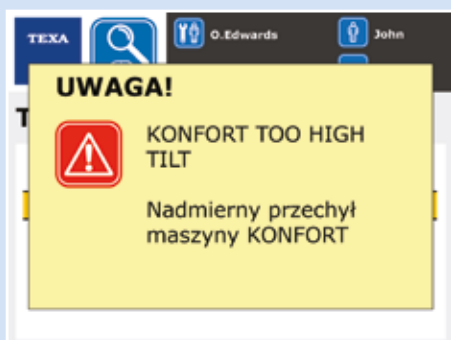 TEXA
O.Edwards
John
UWAGA!
T
KONFORT TOO HIGH
TILT
Nadmierny przechył
maszyny KONFORT